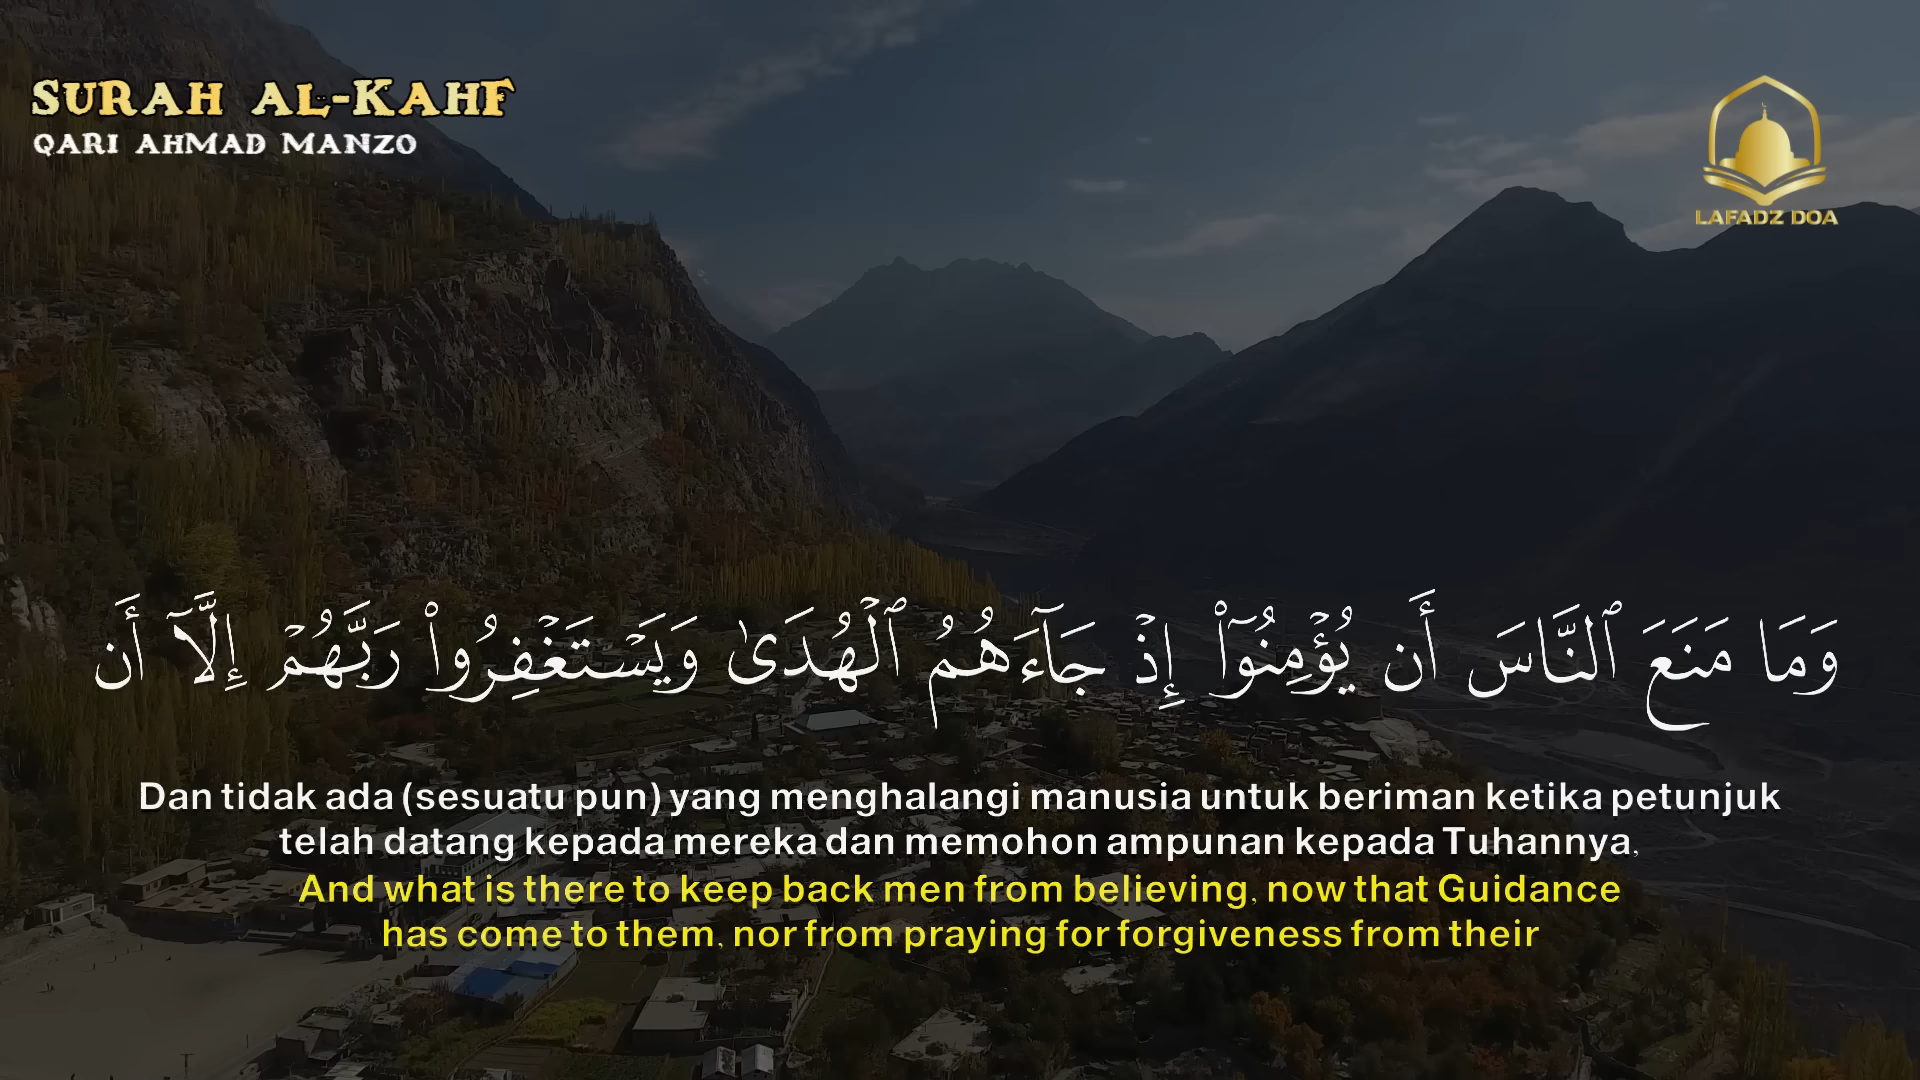 SURAH AL-KAHF
QARI AHMAD MANZO
LAFADZ DOA
وَمَا مَنَعَ ٱلنَّاسَ أَن يُؤْمِنُوٓا۟ إِذْ جَآءَهُمُ ٱلْهُدَىٰ وَيَسْتَغْفِرُوا۟ رَبَّهُمْ إِلَّآ أَن
Dan tidak ada (sesuatu pun) yang menghalangi manusia untuk beriman ketika petunjuk
telah datang kepada mereka dan memohon ampunan kepada Tuhannya,
And what is there to keep back men from believing, now that Guidance
has come to them, nor from praying for forgiveness from their